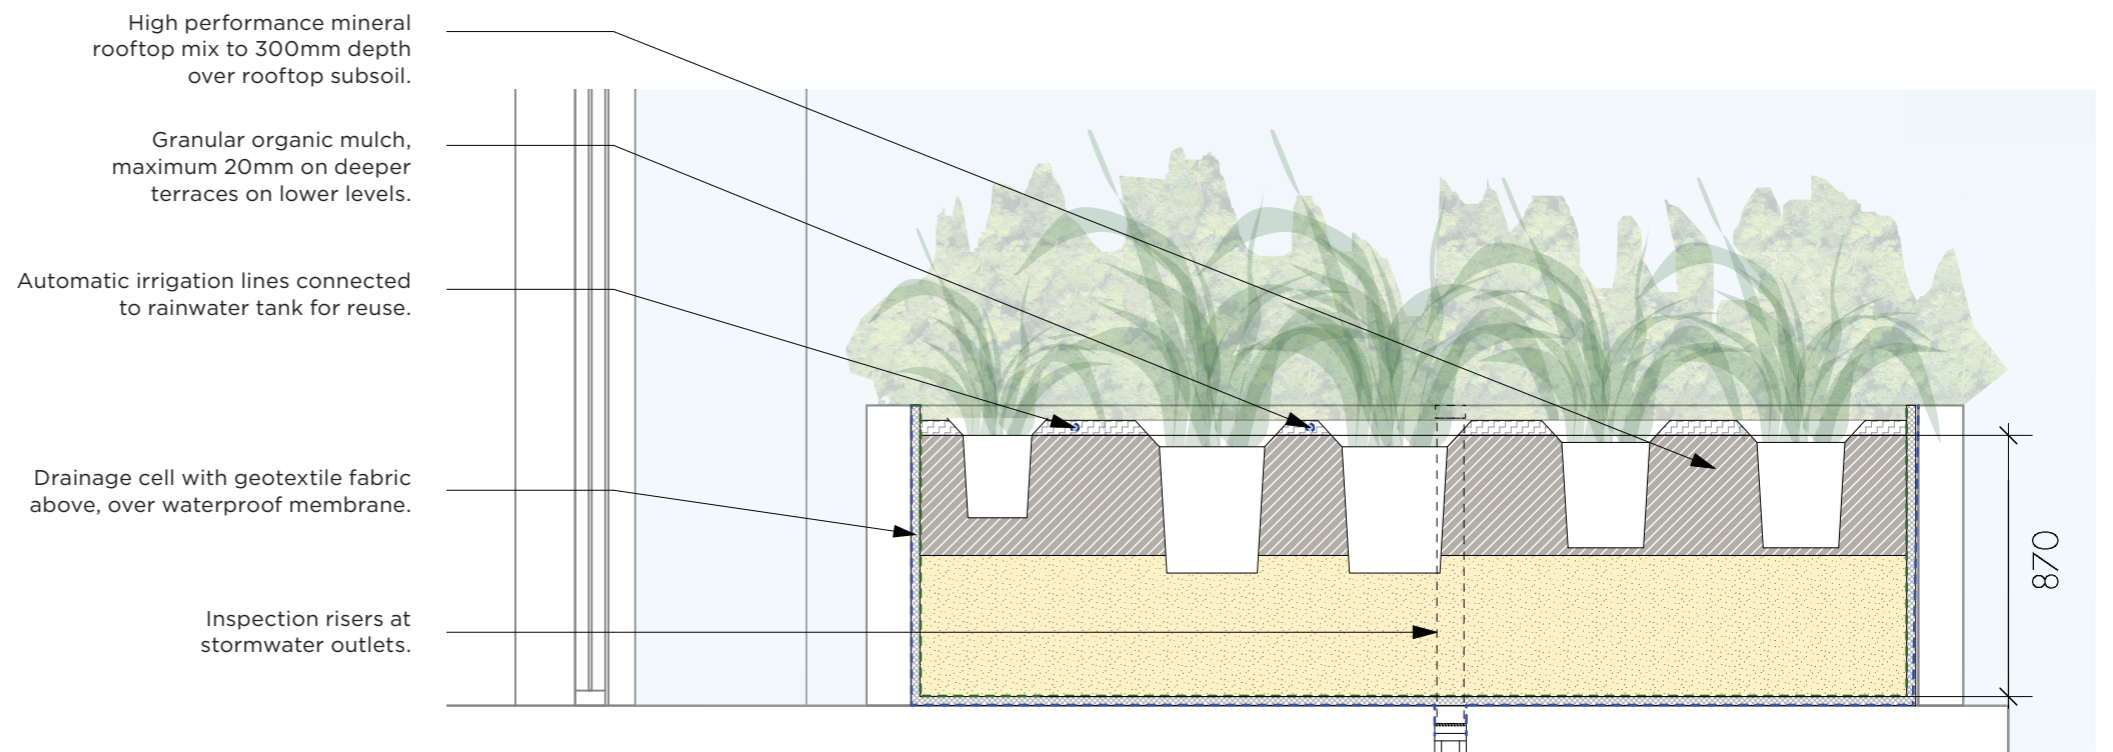 High performance mineral
rooftop mix to 300mm depth
over rooftop subsoil.
Granular organic mulch,
maximum 20mm on deeper
terraces on lower levels.
Automatic irrigation lines connected
to rainwater tank for reuse.
Drainage cell with geotextile fabric
above, over waterproof membrane.
Inspection risers at
stormwater outlets.
870